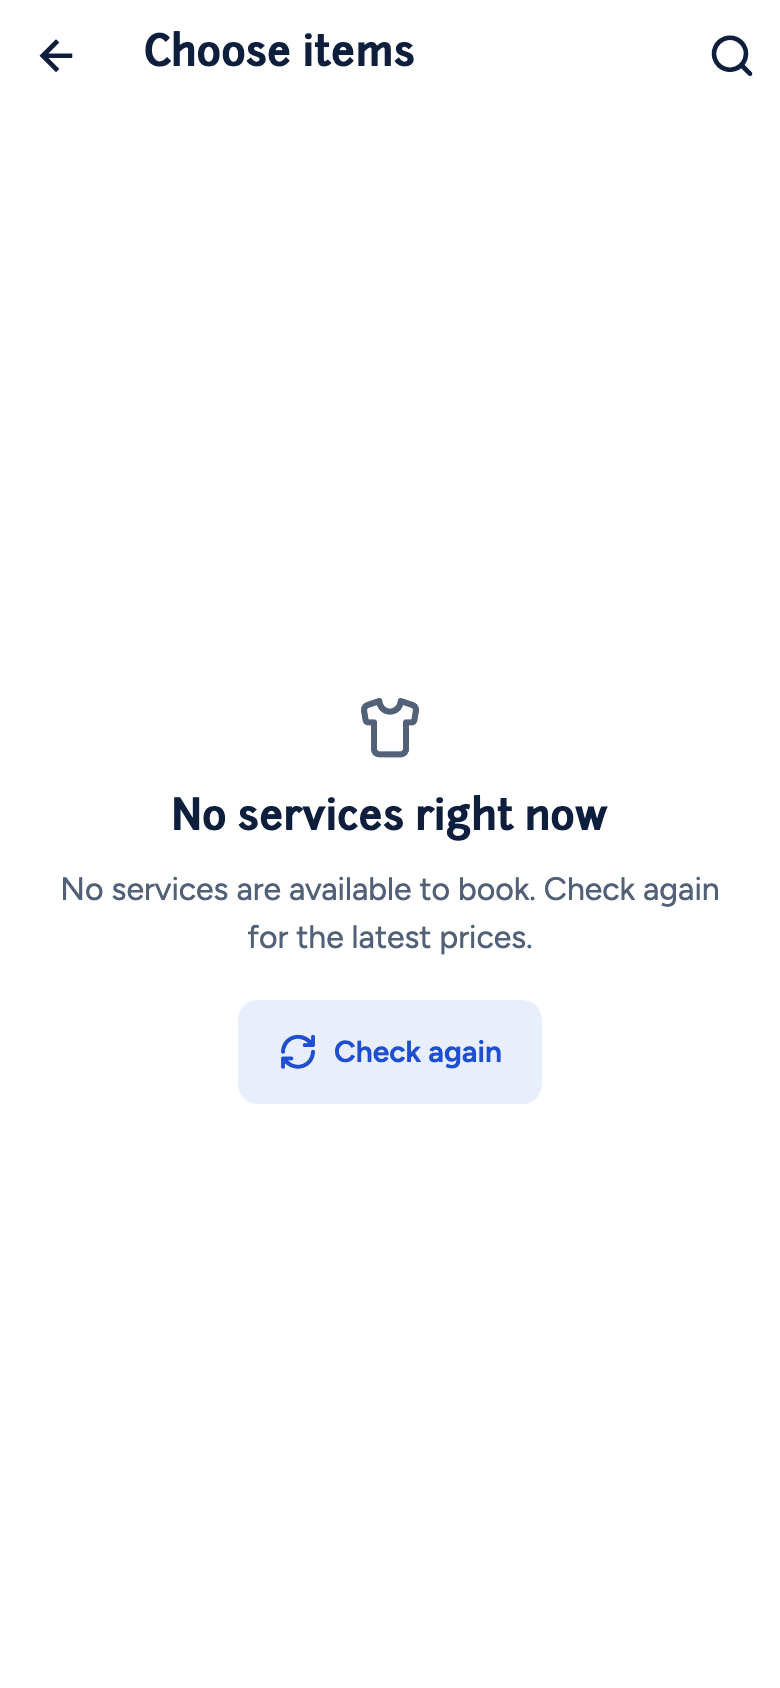 Choose items
No services right now
No services are available to book. Check again
for the latest prices.
Check again